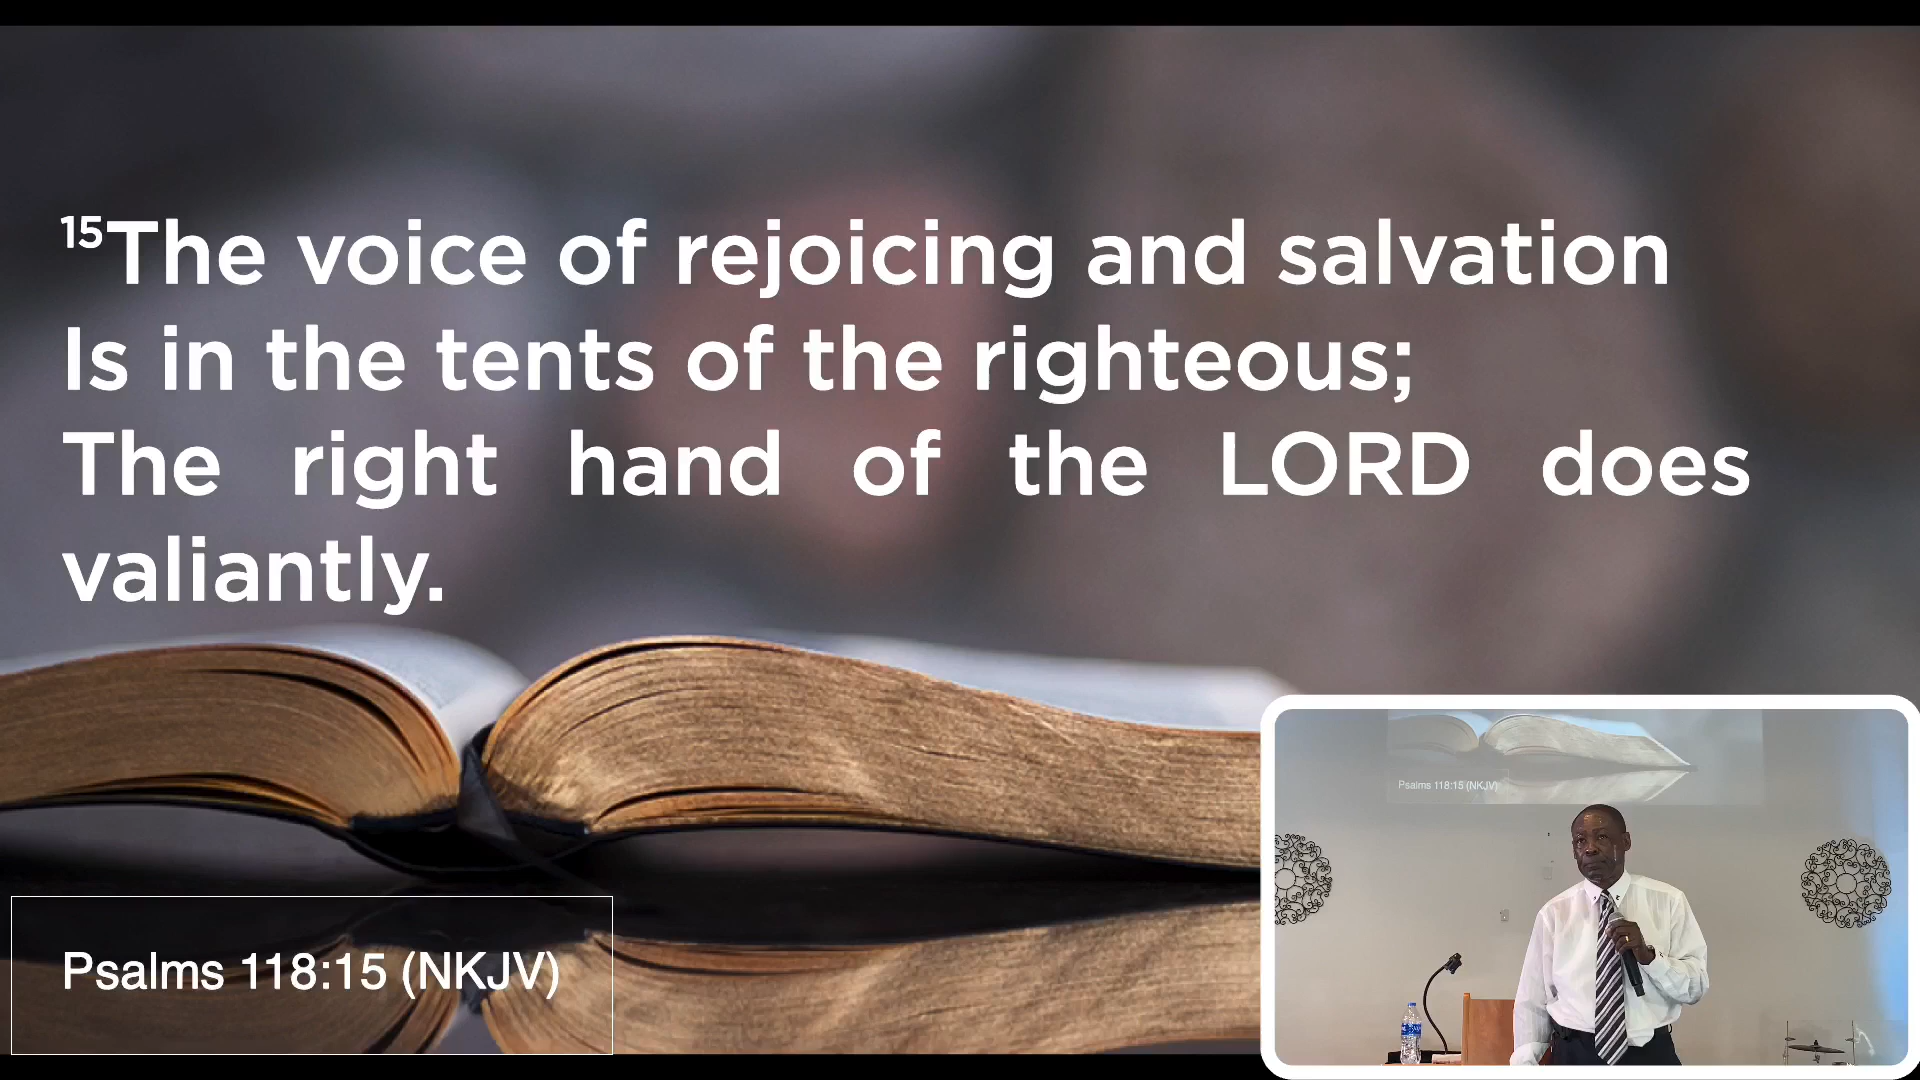 15The voice of rejoicing and salvation
Is in the tents of the righteous;
The right hand of the LORD does
valiantly.
Psalms 118:15 (NKJV)
Psalms 118:15 (NKJV)